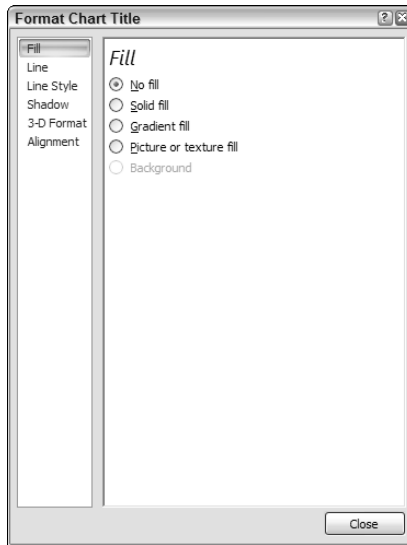 Format Chart Title
Fill
Line
Line Style
Shadow
3-D Format
Alignment
Fill
No fill
Solid fill
Gradient fill
Picture or texture fill
Background
Close